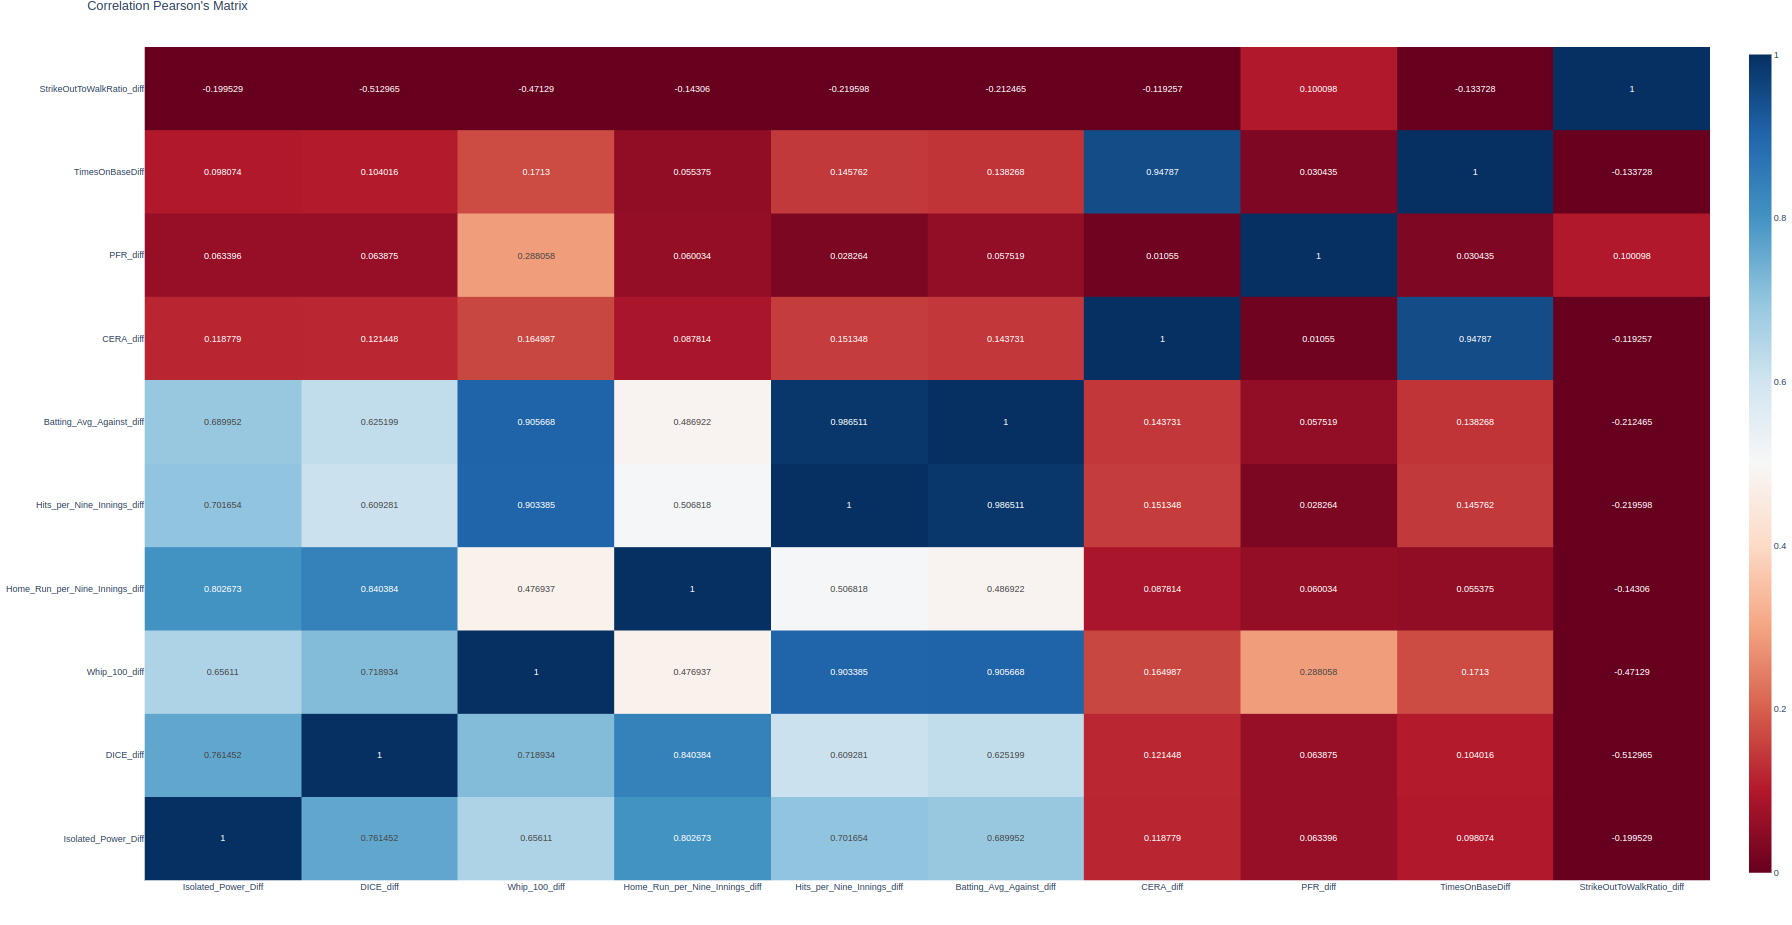 Correlation Pearson's Matrix
1
StrikeOutToWalkRatio_diff -0.199529 -0.512965 -0.47129 -0.14306 -0.219598 -0.212465 -0.119257 0.100098 -0.133728 1
TimesOnBaseDiff 0.098074 0.104016 0.1713 0.055375 0.145762 0.138268 0.94787 0.030435 1 -0.133728
0.8
PFR_diff 0.063396 0.063875 0.288058 0.060034 0.028264 0.057519 0.01055 1 0.030435 0.100098
CERA_diff 0.118779 0.121448 0.164987 0.087814 0.151348 0.143731 1 0.01055 0.94787 -0.119257
0.6
Batting_Avg_Against_diff 0.689952 0.625199 0.905668 0.486922 0.986511 1 0.143731 0.057519 0.138268 -0.212465
Hits_per_Nine_Innings_diff 0.701654 0.609281 0.903385 0.506818 1 0.986511 0.151348 0.028264 0.145762 -0.219598
0.4
Home_Run_per_Nine_Innings_diff 0.802673 0.840384 0.476937 1 0.506818 0.486922 0.087814 0.060034 0.055375 -0.14306
Whip_100_diff 0.65611 0.718934 1 0.476937 0.903385 0.905668 0.164987 0.288058 0.1713 -0.47129
0.2
DICE_diff 0.761452 1 0.718934 0.840384 0.609281 0.625199 0.121448 0.063875 0.104016 -0.512965
Isolated_Power_Diff 1 0.761452 0.65611 0.802673 0.701654 0.689952 0.118779 0.063396 0.098074 -0.199529
0
Isolated_Power_Diff DICE_diff Whip_100_diff Home_Run_per_Nine_Innings_diff Hits_per_Nine_Innings_diff Batting_Avg_Against_diff CERA_diff PFR_diff TimesOnBaseDiff StrikeOutToWalkRatio_diff